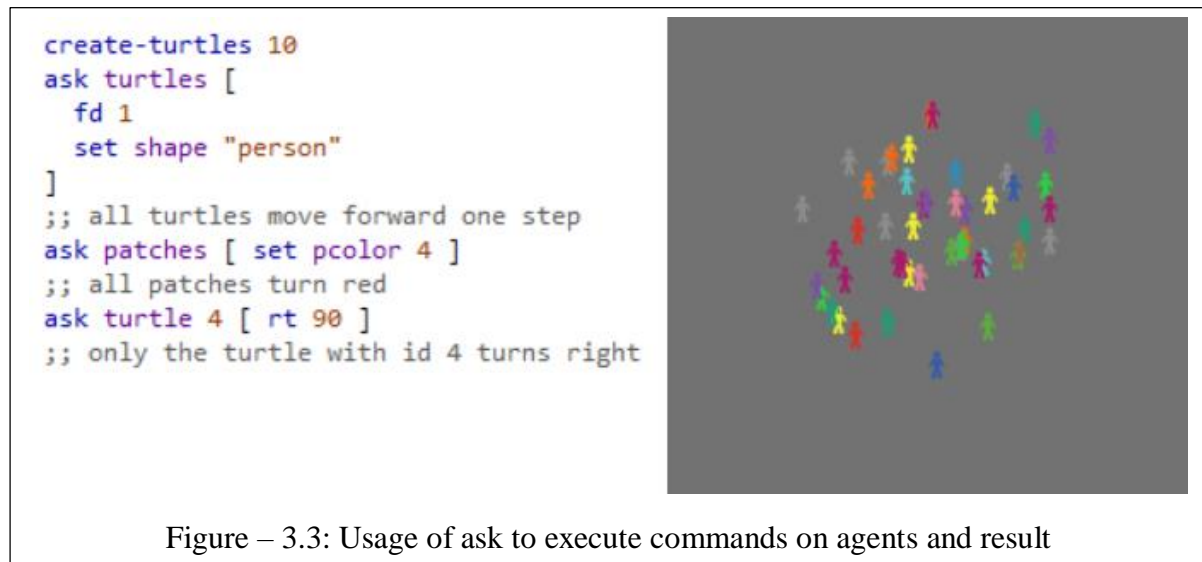 create-turtles 10
ask turtles [
fd 1
set shape "person"
]
;; all turtles move forward one step
ask patches [ set pcolor 4 ]
;; all patches turn red
ask turtle 4 [ rt 90 ]
;; only the turtle with id 4 turns right
Figure – 3.3: Usage of ask to execute commands on agents and result